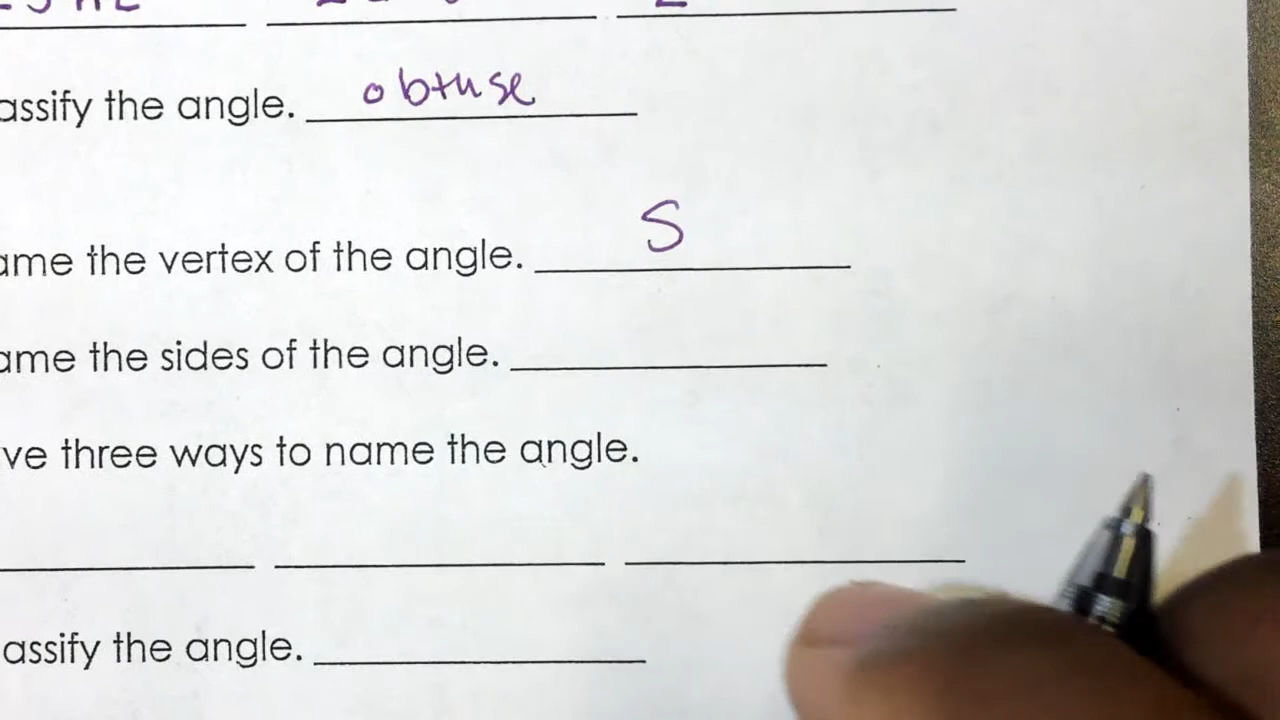 assify the angle. obtuse
ame the vertex of the angle. S
ame the sides of the angle.
ve three ways to name the angle.
assify the angle.